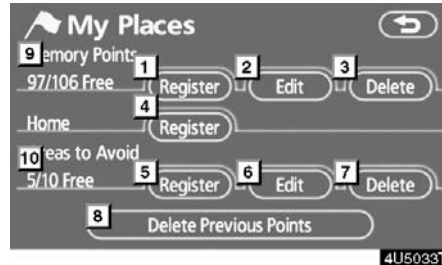 My Places
9 emory Points
1 2 3
97/106 Free Register Edit Delete
4
Home Register
10 reas to Avoid
5 6 7
5/10 Free Register Edit Delete
8
Delete Previous Points
4U5033